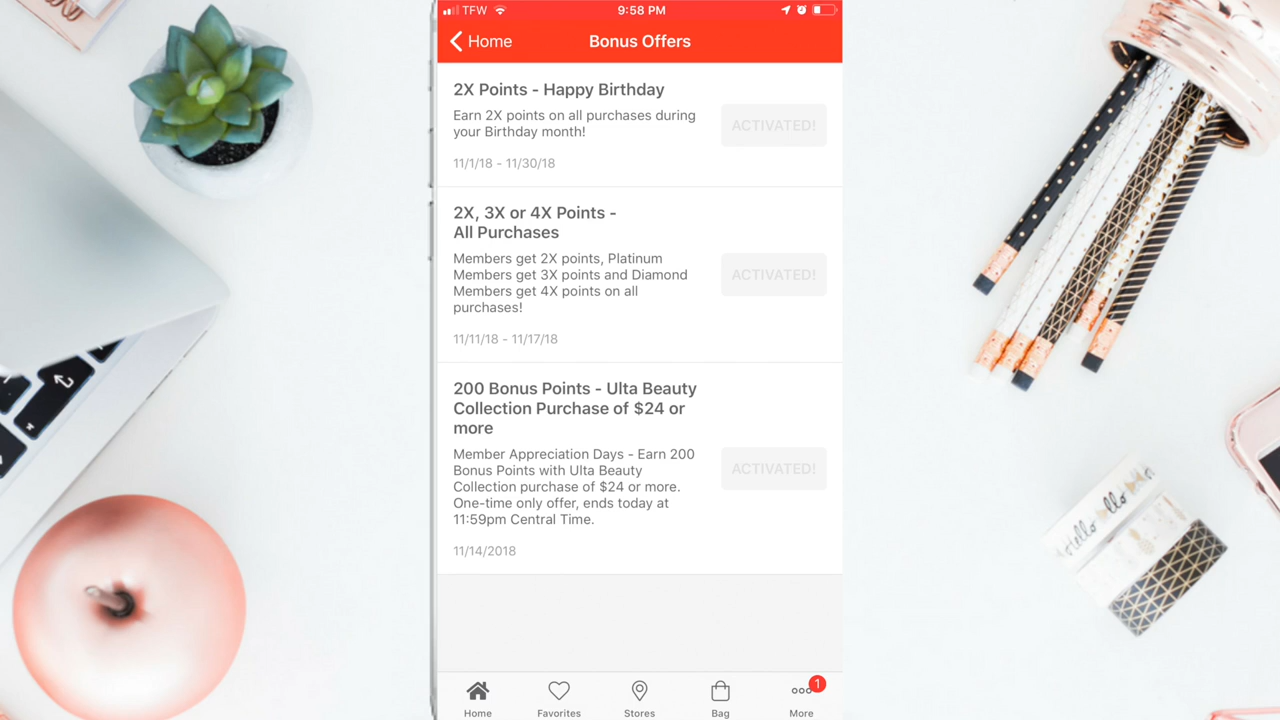 TFW
9:58 PM
Home
Bonus Offers
2X Points - Happy Birthday
Earn 2X points on all purchases during
your Birthday month!
ACTIVATED!
11/1/18 - 11/30/18
2X, 3X or 4X Points -
All Purchases
Members get 2X points, Platinum
Members get 3X points and Diamond
Members get 4X points on all
purchases!
ACTIVATED!
11/11/18 - 11/17/18
200 Bonus Points - Ulta Beauty
Collection Purchase of $24 or
more
Member Appreciation Days - Earn 200
Bonus Points with Ulta Beauty
Collection purchase of $24 or more.
One-time only offer, ends today at
11:59pm Central Time.
ACTIVATED!
11/14/2018
Home
Favorites
Stores
Bag
1
More
Hello